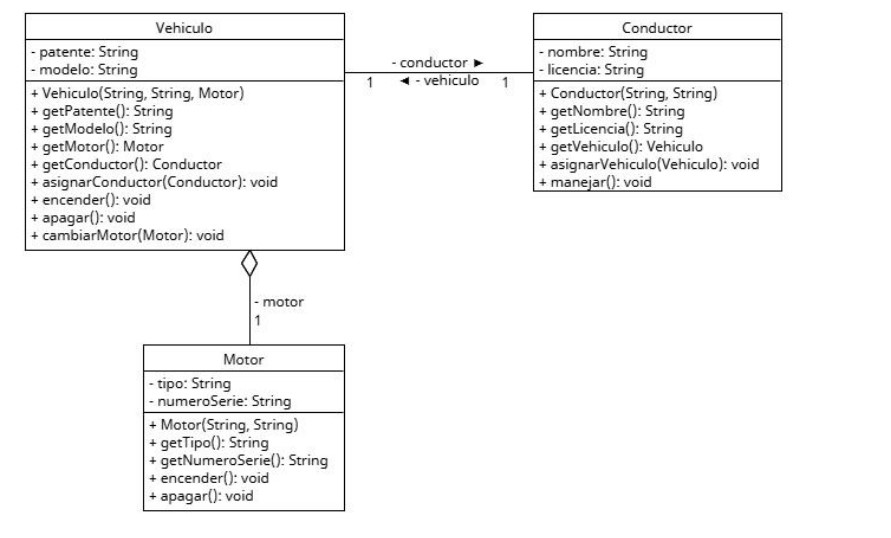 Vehiculo
- patente: String
- modelo: String
+ Vehiculo(String, String, Motor)
+ getPatente(): String
+ getModelo(): String
+ getMotor(): Motor
+ getConductor(): Conductor
+ asignarConductor(Conductor): void
+ encender(): void
+ apagar(): void
+ cambiarMotor(Motor): void
- conductor ►
1
◄ - vehiculo
1
Conductor
- nombre: String
- licencia: String
+ Conductor(String, String)
+ getNombre(): String
+ getLicencia(): String
+ getVehiculo(): Vehiculo
+ asignarVehiculo(Vehiculo): void
+ manejar(): void
- motor
1
Motor
- tipo: String
- numeroSerie: String
+ Motor(String, String)
+ getTipo(): String
+ getNumeroSerie(): String
+ encender(): void
+ apagar(): void